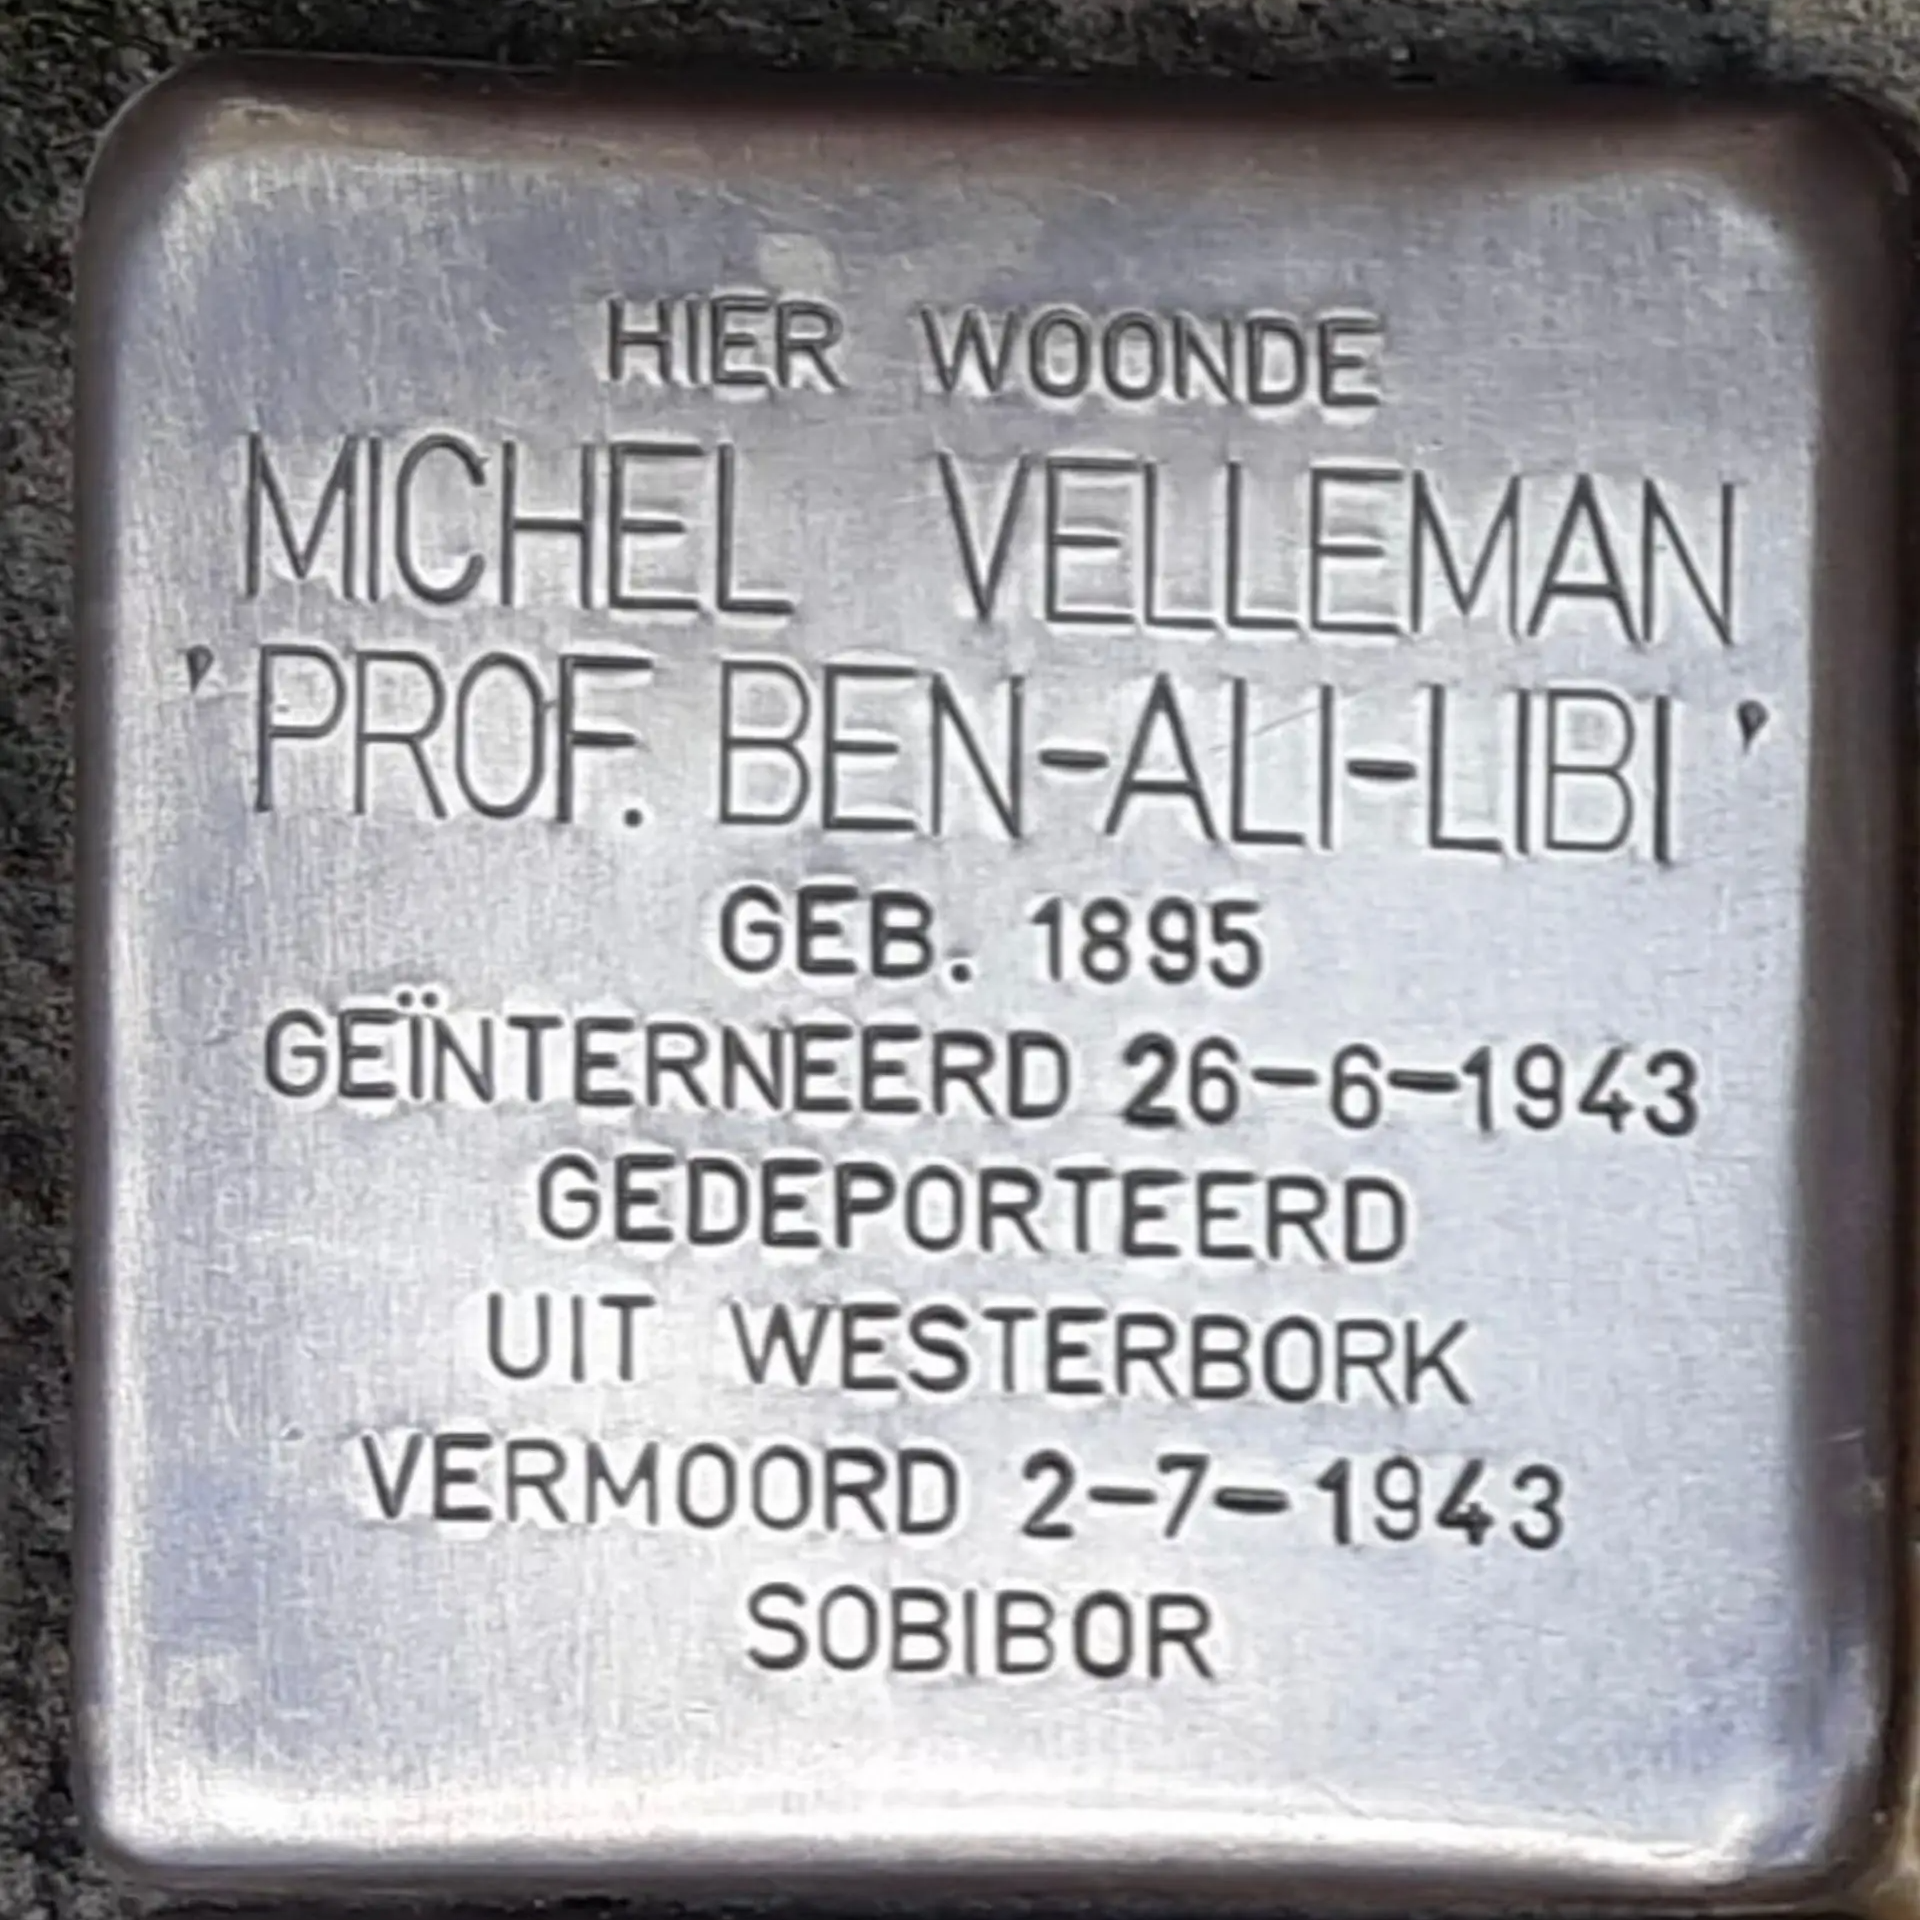 HIER WOONDE
MICHEL VELLEMAN
'PROF. BEN-ALI-LIBI'
GEB. 1895
GEÏNTERNEERD 26-6-1943
GEDEPORTEERD
UIT WESTERBORK
VERMOORD 2-7-1943
SOBIBOR